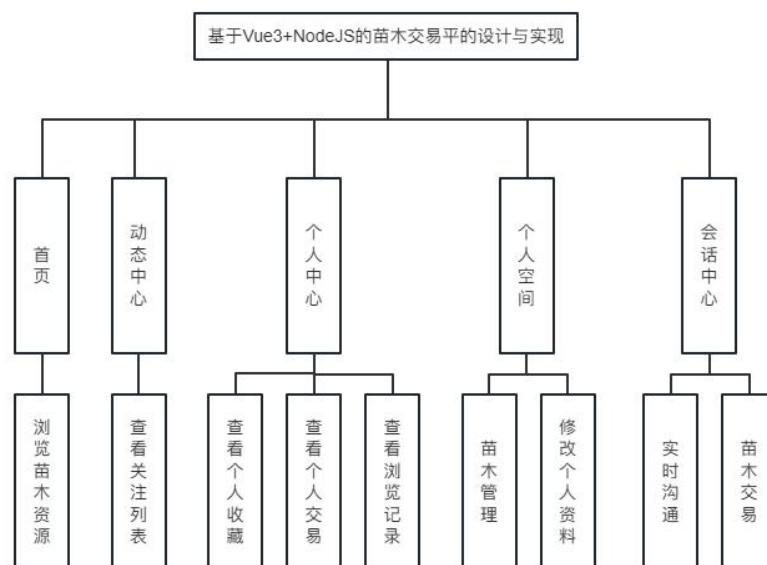 基于Vue3+NodeJS的苗木交易平的设计与实现
首页
动态中心
个人中心
个人空间
会话中心
浏览苗木资源
查看关注列表
查看个人收藏
查看个人交易
查看浏览记录
苗木管理
修改个人资料
实时沟通
苗木交易